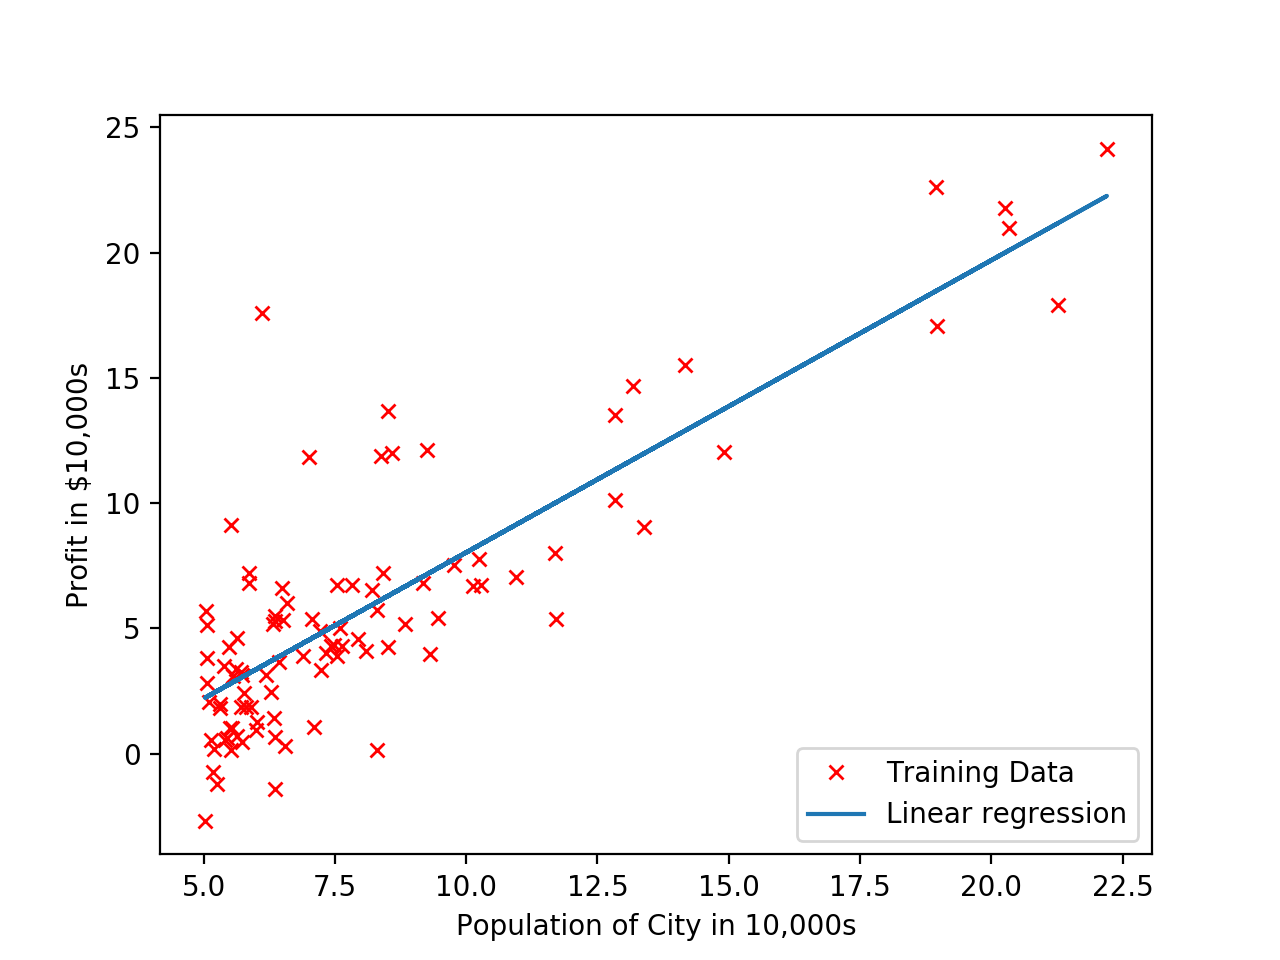 25
20
15
10
5
0
Profit in $10,000s
Training Data
Linear regression
5.0 7.5 10.0 12.5 15.0 17.5 20.0 22.5
Population of City in 10,000s